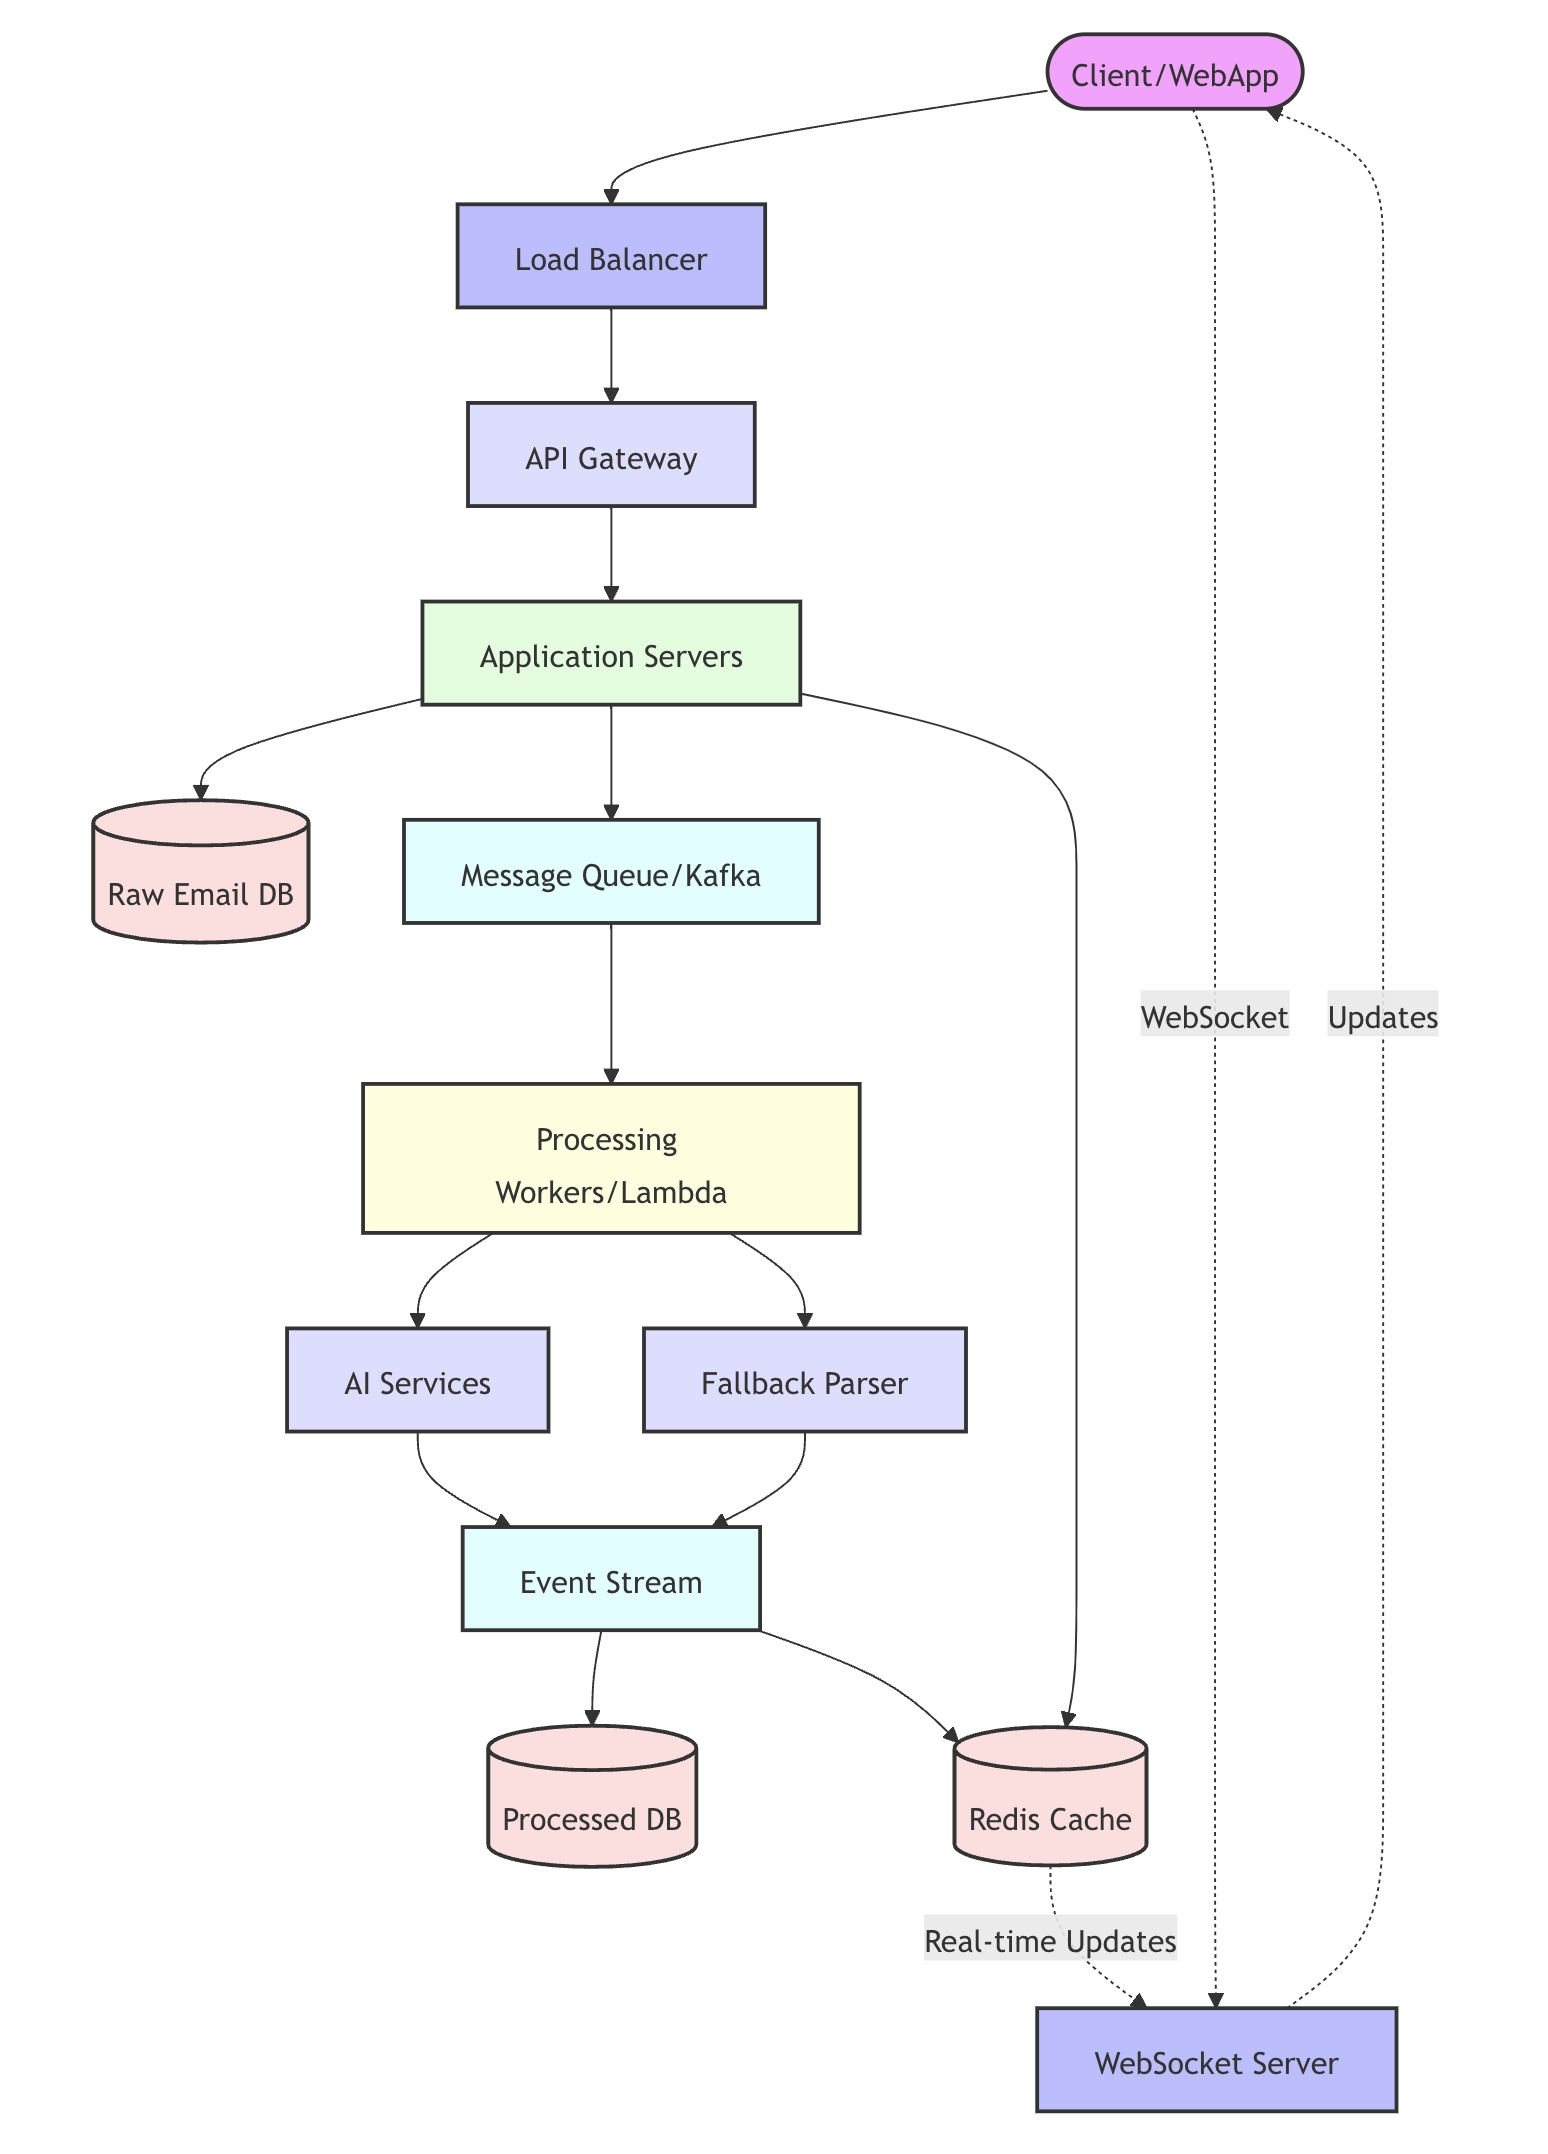 Client/WebApp
Load Balancer
API Gateway
Application Servers
Message Queue/Kafka
Raw Email DB
WebSocket
Updates
Processing
Workers/Lambda
AI Services
Fallback Parser
Event Stream
Processed DB
Redis Cache
Real-time Updates
WebSocket Server